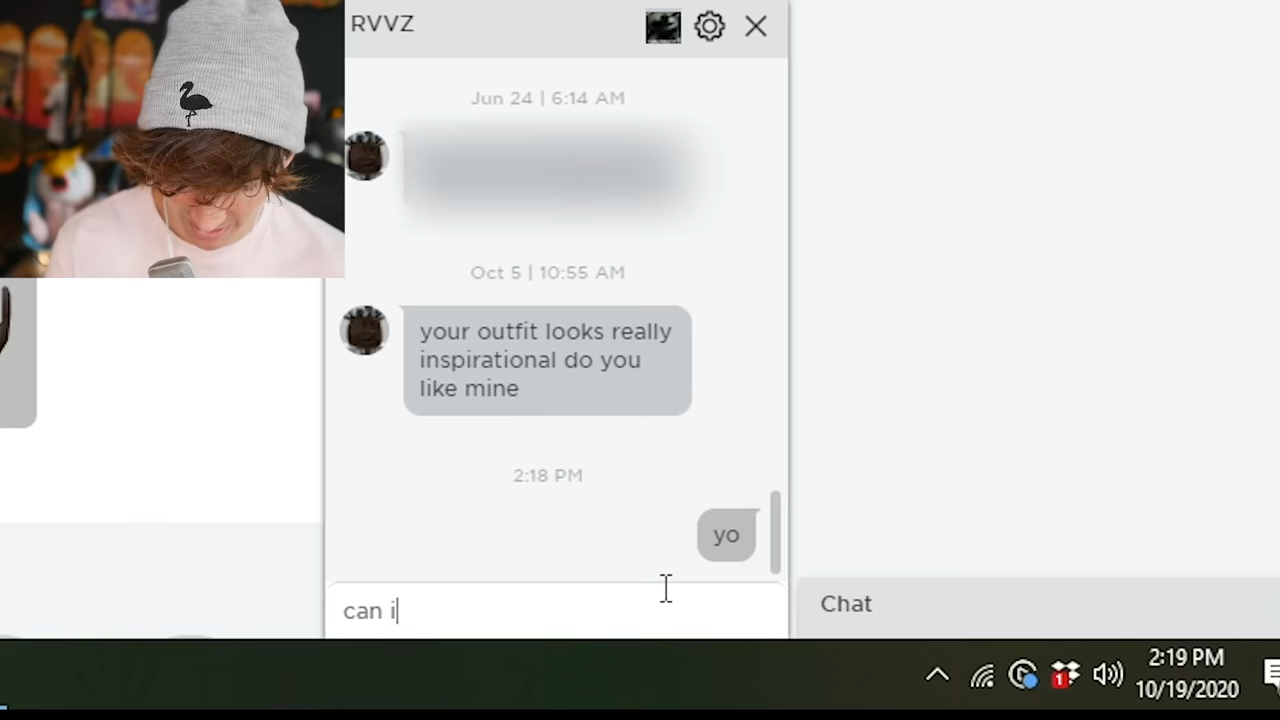 RVVZ
Jun 24 | 6:14 AM
Oct 5 | 10:55 AM
your outfit looks really
inspirational do you
like mine
2:18 PM
yo
can i
Chat
1
2:19 PM
10/19/2020